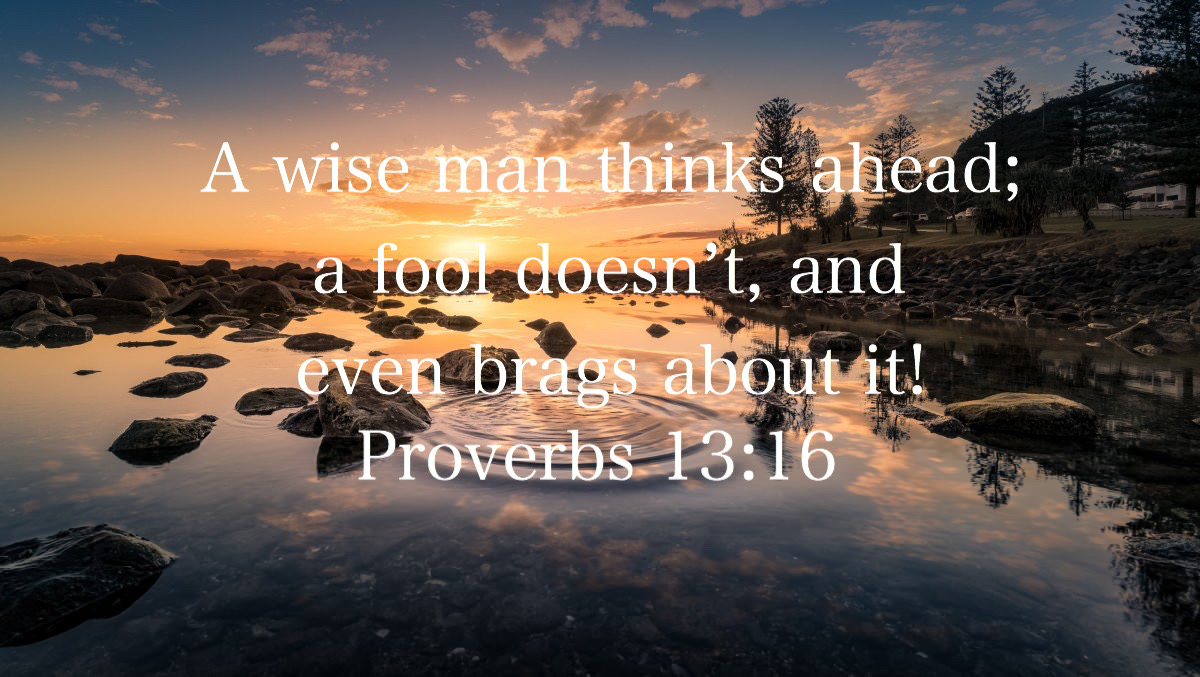 A wise man thinks ahead;
a fool doesn’t, and
even brags about it!
Proverbs 13:16